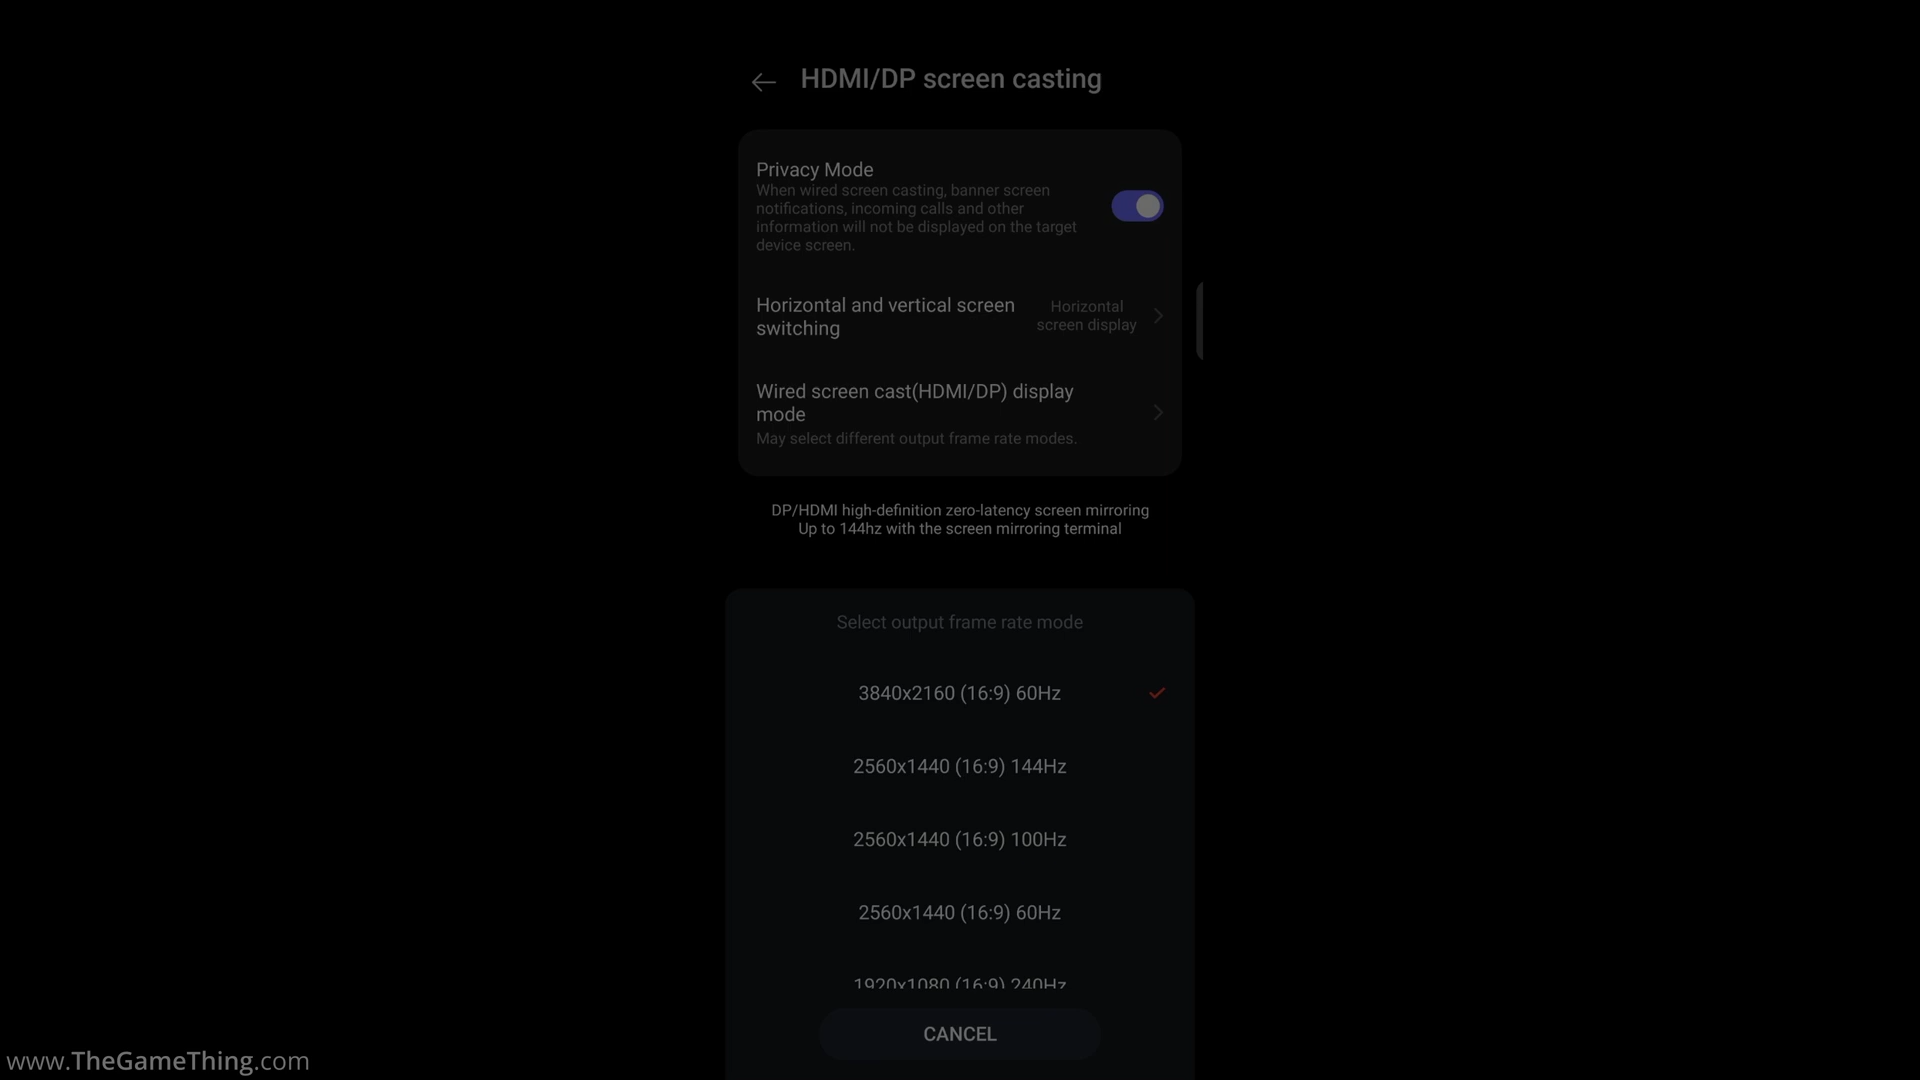 HDMI/DP screen casting
Privacy Mode
When wired screen casting, banner screen
notifications, incoming calls and other
information will not be displayed on the target
device screen.
Horizontal and vertical screen
switching
Horizontal
screen display
Wired screen cast(HDMI/DP) display
mode
May select different output frame rate modes.
DP/HDMI high-definition zero-latency screen mirroring
Up to 144hz with the screen mirroring terminal
Select output frame rate mode
3840x2160 (16:9) 60Hz
2560x1440 (16:9) 144Hz
2560x1440 (16:9) 100Hz
2560x1440 (16:9) 60Hz
1920x1080 (16:9) 240Hz
CANCEL
www.TheGameThing.com